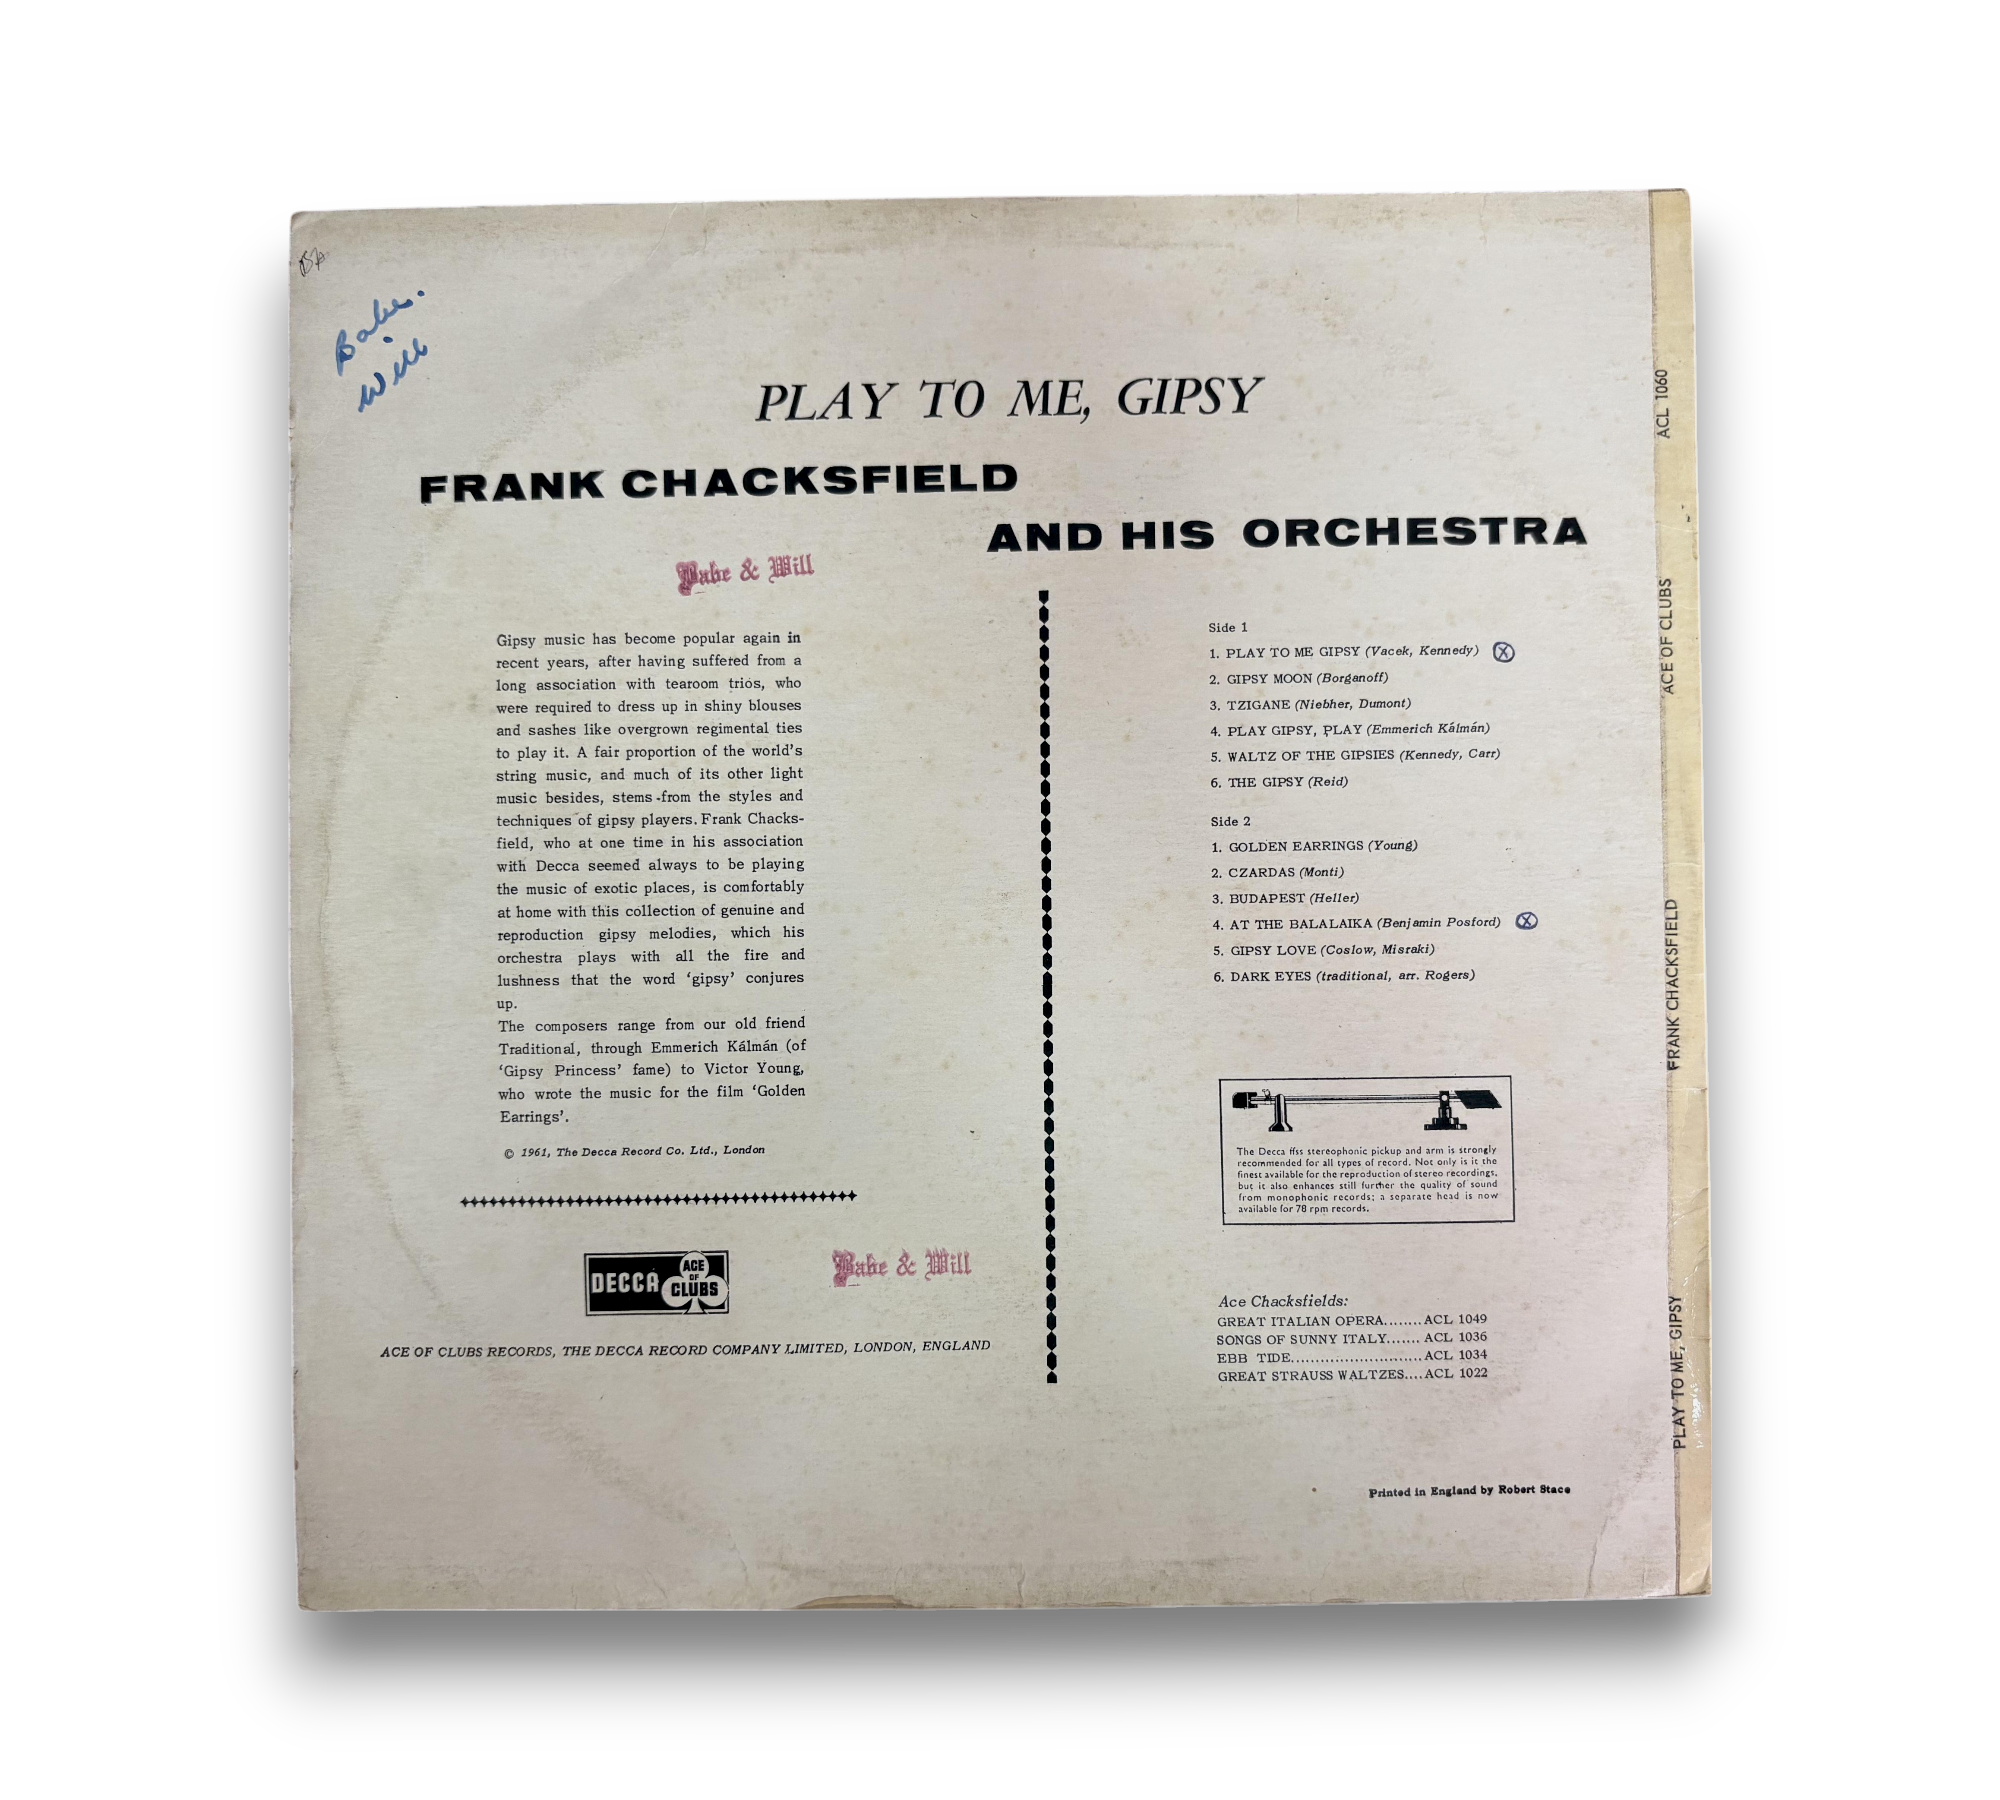 Babe.
Will
PLAY TO ME, GIPSY
FRANK CHACKSFIELD
AND HIS ORCHESTRA
Babe & Will
Gipsy music has become popular again in
recent years, after having suffered from a
long association with tearoom trios, who
were required to dress up in shiny blouses
and sashes like overgrown regimental ties
to play it. A fair proportion of the world's
string music, and much of its other light
music besides, stems from the styles and
techniques of gipsy players. Frank Chacks-
field, who at one time in his association
with Decca seemed always to be playing
the music of exotic places, is comfortably
at home with this collection of genuine and
reproduction gipsy melodies, which his
orchestra plays with all the fire and
lushness that the word 'gipsy' conjures
up.
The composers range from our old friend
Traditional, through Emmerich Kálmán (of
'Gipsy Princess' fame) to Victor Young,
who wrote the music for the film 'Golden
Earrings'.
© 1961, The Decca Record Co. Ltd., London
DECCA ACE OF CLUBS
Babe & Will
ACE OF CLUBS RECORDS, THE DECCA RECORD COMPANY LIMITED, LONDON, ENGLAND
Side 1
1. PLAY TO ME GIPSY (Vacek, Kennedy)
2. GIPSY MOON (Borganoff)
3. TZIGANE (Niebher, Dumont)
4. PLAY GIPSY, PLAY (Emmerich Kálmán)
5. WALTZ OF THE GIPSIES (Kennedy, Carr)
6. THE GIPSY (Reid)
Side 2
1. GOLDEN EARRINGS (Young)
2. CZARDAS (Monti)
3. BUDAPEST (Heller)
4. AT THE BALALAIKA (Benjamin Posford)
5. GIPSY LOVE (Coslow, Misraki)
6. DARK EYES (traditional, arr. Rogers)
The Decca ffss stereophonic pickup and arm is strongly
recommended for all types of record. Not only is it the
finest available for the reproduction of stereo recordings,
but it also enhances still further the quality of sound
from monophonic records; a separate head is now
available for 78 rpm records.
Ace Chacksfields:
GREAT ITALIAN OPERA........ACL 1049
SONGS OF SUNNY ITALY....... ACL 1036
EBB TIDE..........................ACL 1034
GREAT STRAUSS WALTZES....ACL 1022
Printed in England by Robert Stace
ACL 1060
ACE OF CLUBS
FRANK CHACKSFIELD
PLAY TO ME, GIPSY